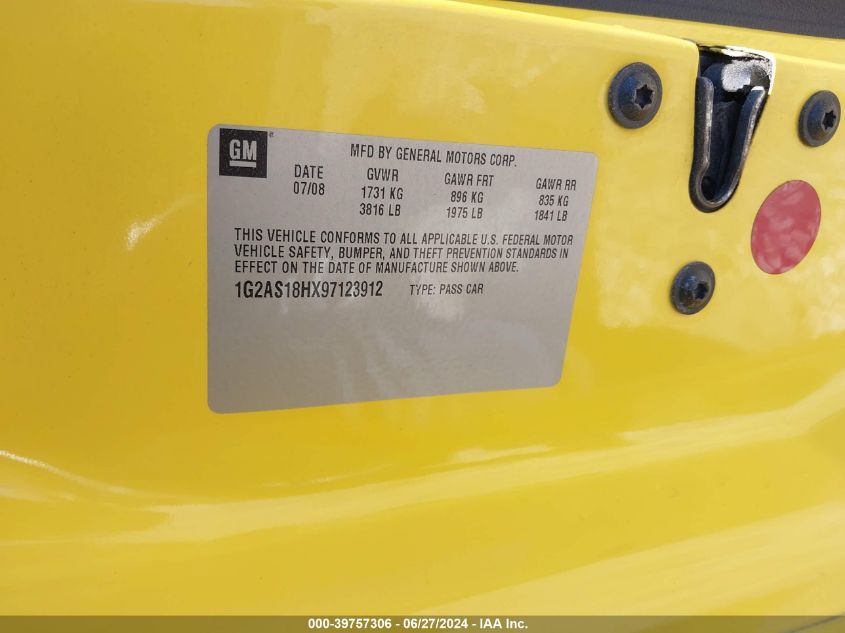 GM
MFD BY GENERAL MOTORS CORP.
DATE GVWR GAWR FRT GAWR RR
07/08 1731 KG 896 KG 835 KG
3816 LB 1975 LB 1841 LB
THIS VEHICLE CONFORMS TO ALL APPLICABLE U.S. FEDERAL MOTOR
VEHICLE SAFETY, BUMPER, AND THEFT PREVENTION STANDARDS IN
EFFECT ON THE DATE OF MANUFACTURE SHOWN ABOVE.
1G2AS18HX97123912 TYPE: PASS CAR
000-39757306 - 06/27/2024 - IAA Inc.